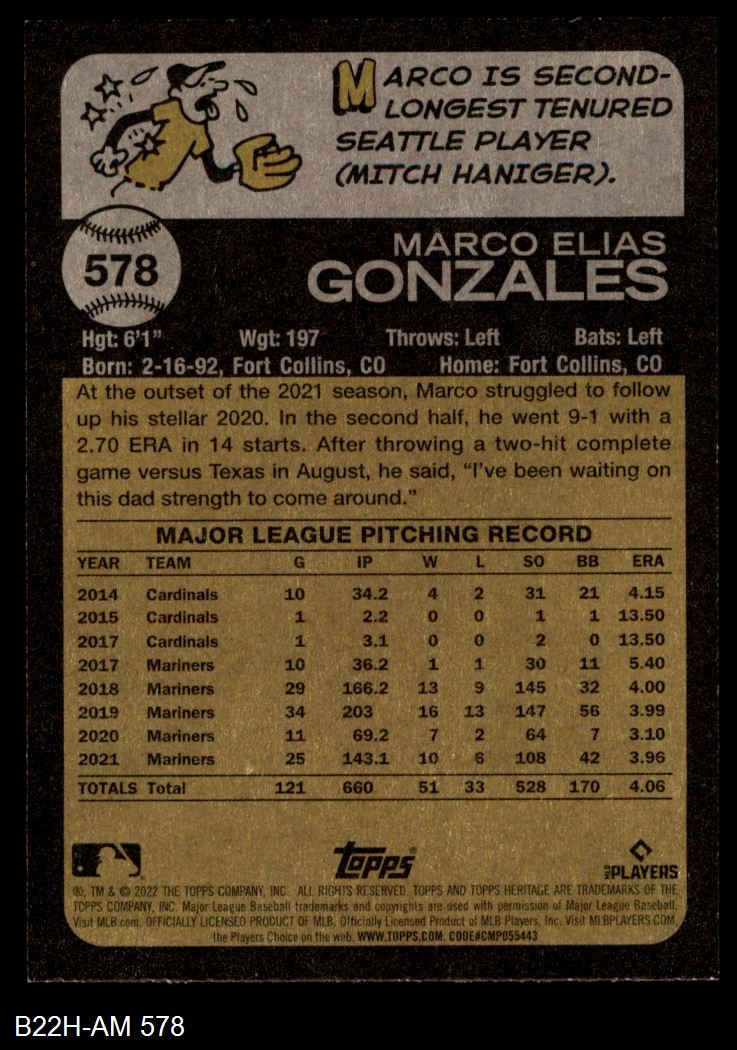 MARCO IS SECOND-
LONGEST TENURED
SEATTLE PLAYER
(MITCH HANIGER).
578
MARCO ELIAS
GONZALES
Hgt: 6'1" Wgt: 197 Throws: Left Bats: Left
Born: 2-16-92, Fort Collins, CO Home: Fort Collins, CO
At the outset of the 2021 season, Marco struggled to follow
up his stellar 2020. In the second half, he went 9-1 with a
2.70 ERA in 14 starts. After throwing a two-hit complete
game versus Texas in August, he said, "I've been waiting on
this dad strength to come around."
MAJOR LEAGUE PITCHING RECORD
YEAR TEAM G IP W L SO BB ERA
2014 Cardinals 10 34.2 4 2 31 21 4.15
2015 Cardinals 1 2.2 0 0 1 1 13.50
2017 Cardinals 1 3.1 0 0 2 0 13.50
2017 Mariners 10 36.2 1 1 30 11 5.40
2018 Mariners 29 166.2 13 9 145 32 4.00
2019 Mariners 34 203 16 13 147 56 3.99
2020 Mariners 11 69.2 7 2 64 7 3.10
2021 Mariners 25 143.1 10 6 108 42 3.96
TOTALS Total 121 660 51 33 528 170 4.06
Topps®
MLB PLAYERS
®, TM & © 2022 THE TOPPS COMPANY, INC. ALL RIGHTS RESERVED. TOPPS AND TOPPS HERITAGE ARE TRADEMARKS OF THE
TOPPS COMPANY, INC. Major League Baseball trademarks and copyrights are used with permission of Major League Baseball.
Visit MLB.com. OFFICIALLY LICENSED PRODUCT OF MLB. Officially Licensed Product of MLB Players, Inc. Visit MLBPLAYERS.COM,
the Players Choice on the web. WWW.TOPPS.COM. CODE#CMP055443
B22H-AM 578